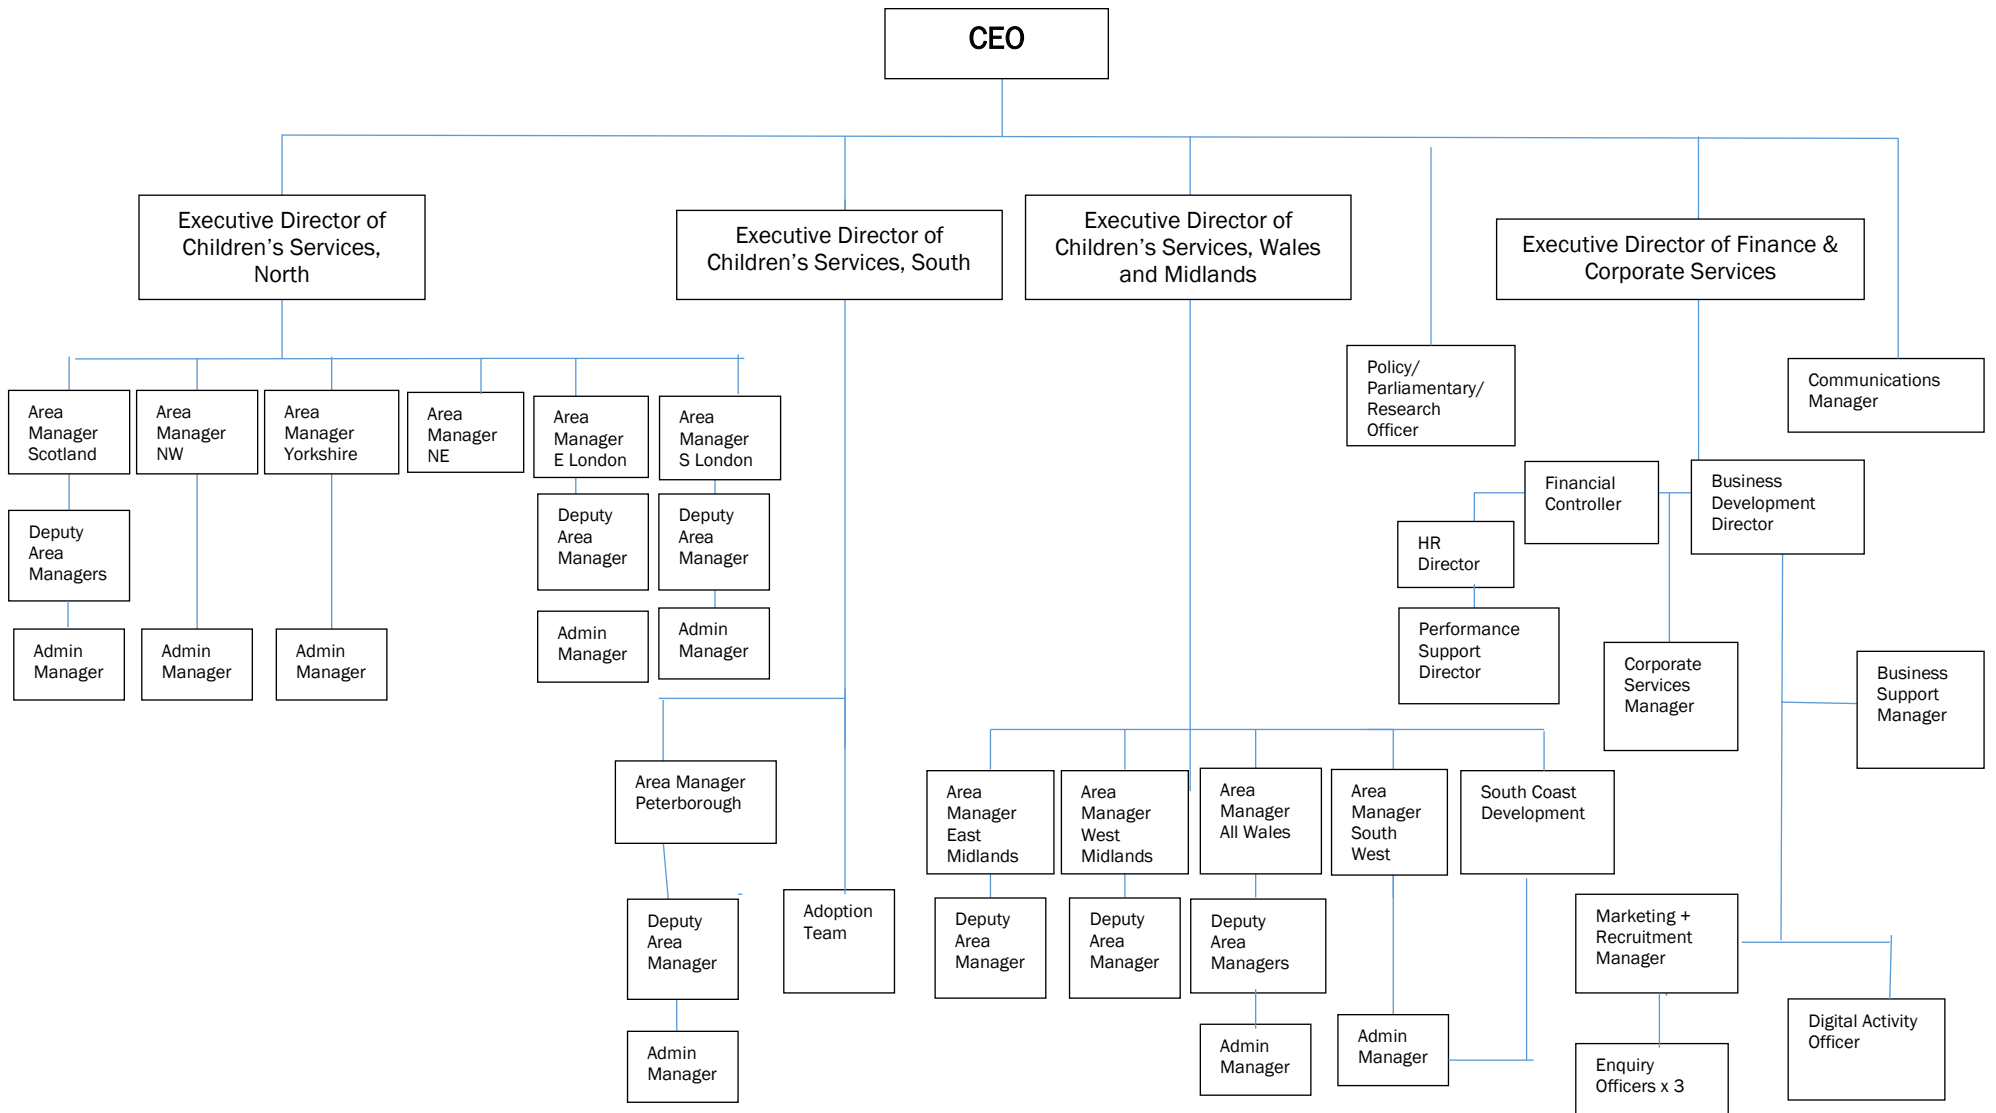 CEO
Executive Director of
Children’s Services,
North
Executive Director of
Children’s Services, South
Executive Director of
Children’s Services, Wales
and Midlands
Executive Director of Finance &
Corporate Services
Policy/
Parliamentary/
Research
Officer
Communications
Manager
Area
Manager
Scotland
Area
Manager
NW
Area
Manager
Yorkshire
Area
Manager
NE
Area
Manager
E London
Area
Manager
S London
Financial
Controller
Business
Development
Director
Deputy
Area
Managers
Deputy
Area
Manager
Deputy
Area
Manager
HR
Director
Performance
Support
Director
Admin
Manager
Admin
Manager
Admin
Manager
Admin
Manager
Admin
Manager
Corporate
Services
Manager
Business
Support
Manager
Area Manager
Peterborough
Area
Manager
East
Midlands
Area
Manager
West
Midlands
Area
Manager
All Wales
Area
Manager
South
West
South Coast
Development
Deputy
Area
Manager
Adoption
Team
Deputy
Area
Manager
Deputy
Area
Manager
Deputy
Area
Managers
Marketing +
Recruitment
Manager
Admin
Manager
Admin
Manager
Admin
Manager
Enquiry
Officers x 3
Digital Activity
Officer